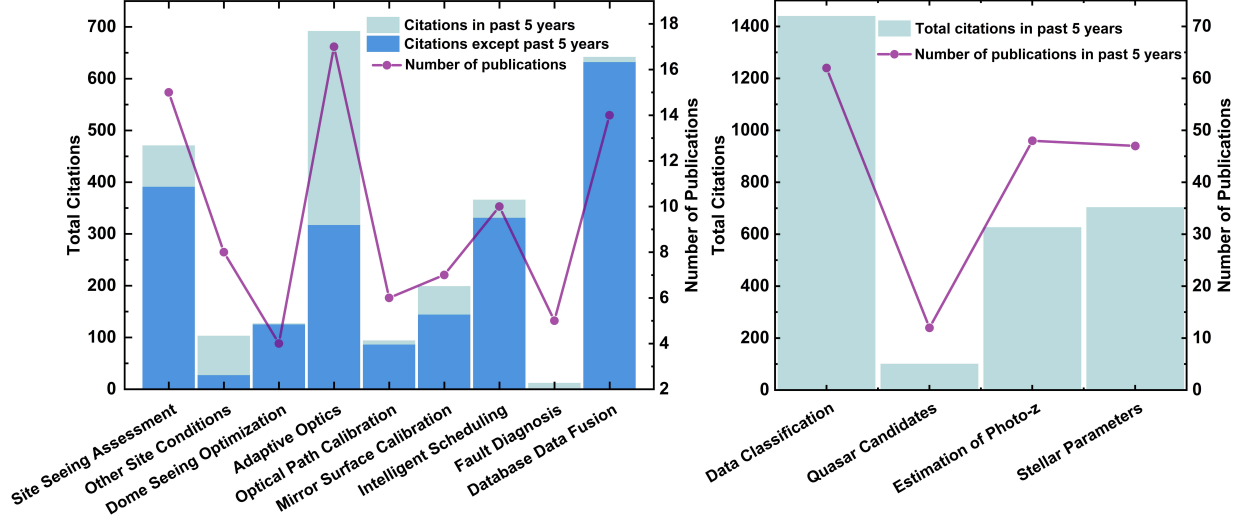 Citations in past 5 years
Citations except past 5 years
Number of publications
Total Citations
700
600
500
400
300
200
100
0
18
16
14
12
10
8
6
4
2
Number of Publications
Site Seeing Assessment
Other Site Conditions
Dome Seeing Optimization
Adaptive Optics
Optical Path Calibration
Mirror Surface Calibration
Intelligent Scheduling
Fault Diagnosis
Database Data Fusion
Total citations in past 5 years
Number of publications in past 5 years
Total Citations
1400
1200
1000
800
600
400
200
0
70
60
50
40
30
20
10
0
Number of Publications
Data Classification
Quasar Candidates
Estimation of Photo-z
Stellar Parameters